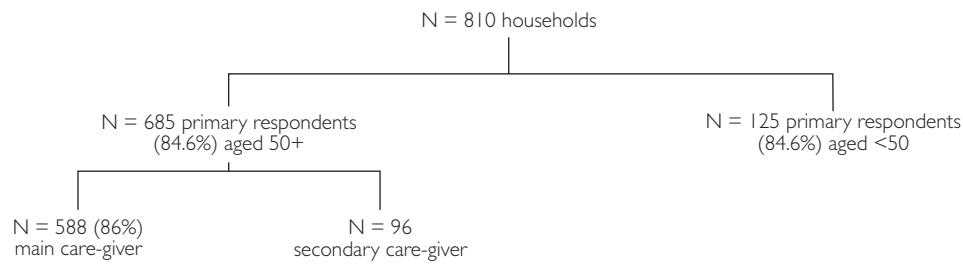 N = 810 households
N = 685 primary respondents
(84.6%) aged 50+
N = 125 primary respondents
(84.6%) aged <50
N = 588 (86%)
main care-giver
N = 96
secondary care-giver